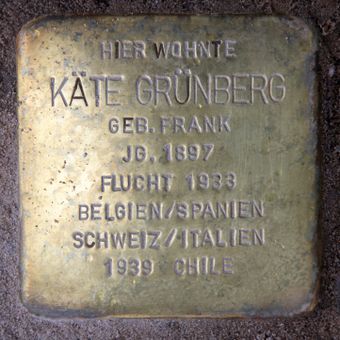 HIER WOHNTE
KÄTE GRÜNBERG
GEB. FRANK
JG. 1897
FLUCHT 1933
BELGIEN/SPANIEN
SCHWEIZ/ITALIEN
1939 CHILE